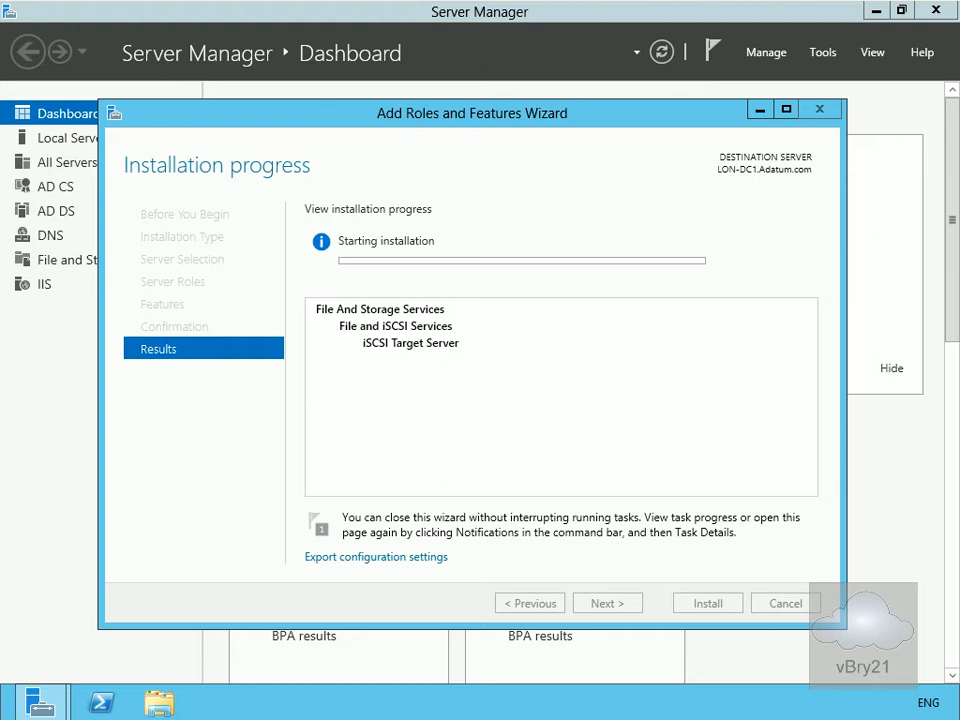 Server Manager
Server Manager ‣ Dashboard
Manage
Tools
View
Help
Dashboard
Local Serve
All Servers
AD CS
AD DS
DNS
File and St
IIS
Add Roles and Features Wizard
Installation progress
DESTINATION SERVER
LON-DC1.Adatum.com
Before You Begin
Installation Type
Server Selection
Server Roles
Features
Confirmation
Results
View installation progress
Starting installation
File And Storage Services
File and iSCSI Services
iSCSI Target Server
Hide
1
You can close this wizard without interrupting running tasks. View task progress or open this
page again by clicking Notifications in the command bar, and then Task Details.
Export configuration settings
< Previous
Next >
Install
Cancel
BPA results
BPA results
vBry21
ENG